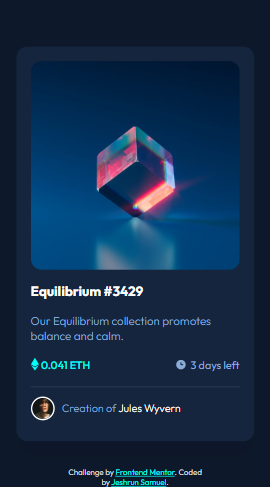 Equilibrium #3429
Our Equilibrium collection promotes
balance and calm.
0.041 ETH 3 days left
Creation of Jules Wyvern
Challenge by Frontend Mentor. Coded
by Jeshrun Samuel.